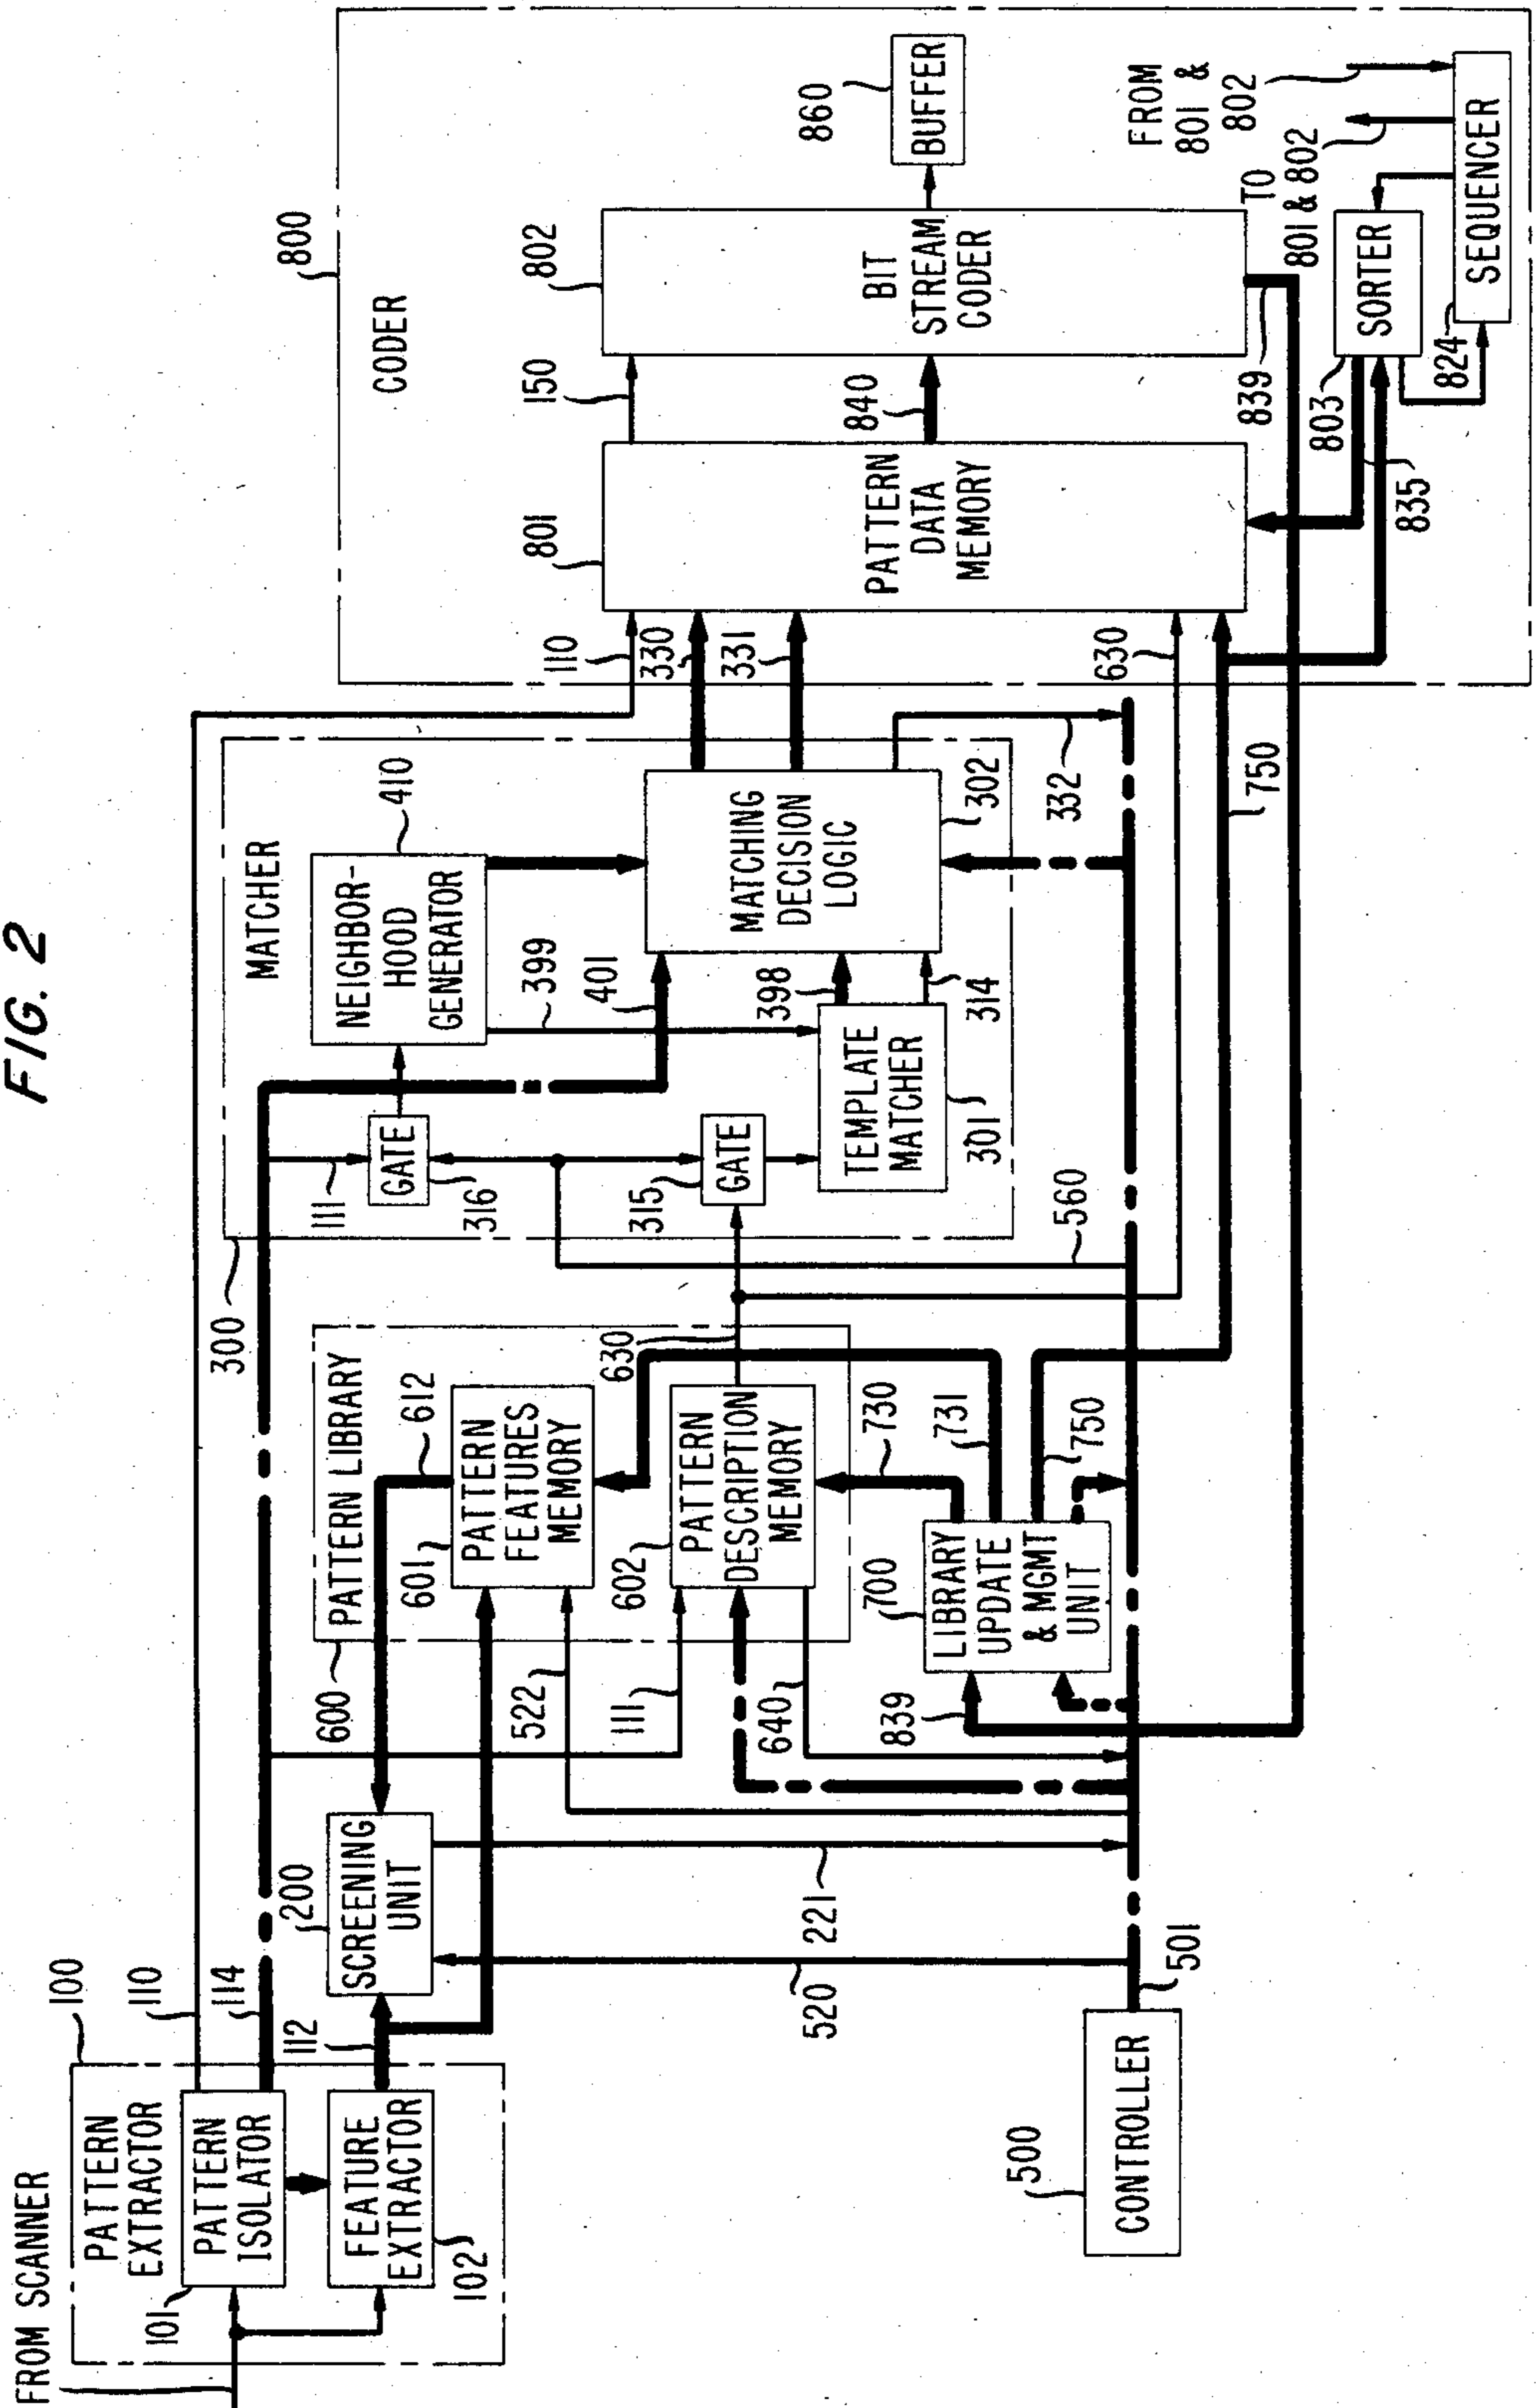 FIG. 2
FROM SCANNER
100
PATTERN
EXTRACTOR
PATTERN
ISOLATOR
101
FEATURE
EXTRACTOR
102
110
114
112
200
SCREENING
UNIT
520
221
500
CONTROLLER
501
600
PATTERN LIBRARY
601
PATTERN
FEATURES
MEMORY
612
522
111
602
PATTERN
DESCRIPTION
MEMORY
630
640
730
731
750
700
LIBRARY
UPDATE
& MGMT
UNIT
839
300
MATCHER
111
GATE
316
315
GATE
NEIGHBOR-
HOOD
GENERATOR
410
399
401
TEMPLATE
MATCHER
301
398
314
MATCHING
DECISION
LOGIC
302
332
560
750
800
CODER
110
330
331
630
801
PATTERN
DATA
MEMORY
150
840
802
BIT
STREAM
CODER
839
860
BUFFER
803
SORTER
835
824
SEQUENCER
TO
801 & 802
FROM
801 &
802